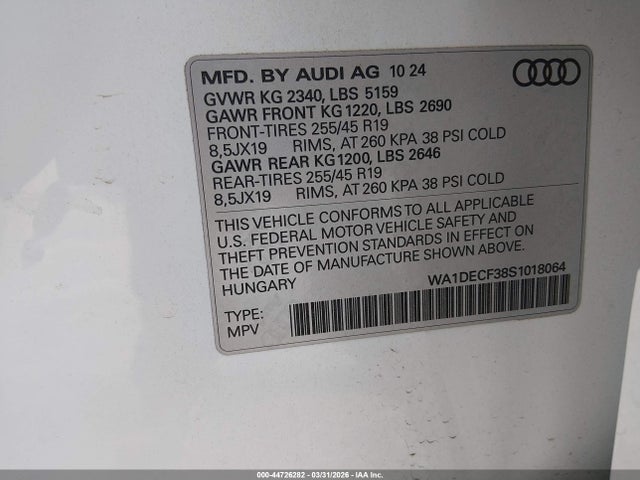 MFD. BY AUDI AG 10 24
GVWR KG 2340, LBS 5159
GAWR FRONT KG 1220, LBS 2690
FRONT-TIRES 255/45 R19
8,5JX19 RIMS, AT 260 KPA 38 PSI COLD
GAWR REAR KG 1200, LBS 2646
REAR-TIRES 255/45 R19
8,5JX19 RIMS, AT 260 KPA 38 PSI COLD
THIS VEHICLE CONFORMS TO ALL APPLICABLE
U.S. FEDERAL MOTOR VEHICLE SAFETY AND
THEFT PREVENTION STANDARDS IN EFFECT ON
THE DATE OF MANUFACTURE SHOWN ABOVE.
HUNGARY WA1DECF38S1018064
TYPE:
MPV
000-44726282 - 03/31/2026 - IAA Inc.